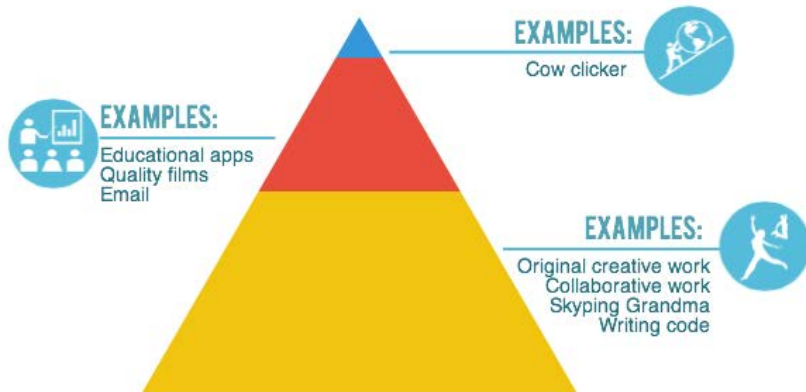 EXAMPLES:
Cow clicker
EXAMPLES:
Educational apps
Quality films
Email
EXAMPLES:
Original creative work
Collaborative work
Skyping Grandma
Writing code